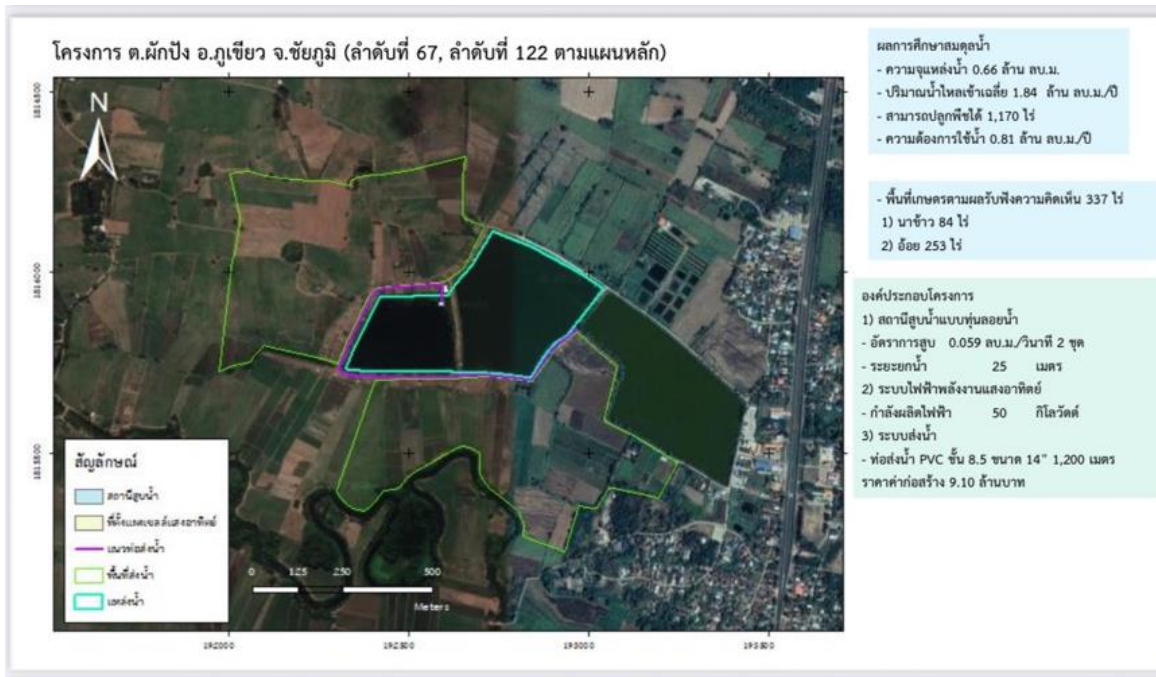 โครงการ ต.ผักปัง อ.ภูเขียว จ.ชัยภูมิ (ลำดับที่ 67, ลำดับที่ 122 ตามแผนหลัก)
N
สัญลักษณ์
สถานีสูบน้ำ
ที่ตั้งแผงเซลล์แสงอาทิตย์
แนวท่อส่งน้ำ
พื้นที่ส่งน้ำ
แหล่งน้ำ
0 125 250 500
Meters
192000 192500 193000 193500
ผลการศึกษาสมดุลน้ำ
- ความจุแหล่งน้ำ 0.66 ล้าน ลบ.ม.
- ปริมาณน้ำไหลเข้าเฉลี่ย 1.84 ล้าน ลบ.ม./ปี
- สามารถปลูกพืชได้ 1,170 ไร่
- ความต้องการใช้น้ำ 0.81 ล้าน ลบ.ม./ปี
- พื้นที่เกษตรตามผลรับฟังความคิดเห็น 337 ไร่
1) นาข้าว 84 ไร่
2) อ้อย 253 ไร่
องค์ประกอบโครงการ
1) สถานีสูบน้ำแบบทุ่นลอยน้ำ
- อัตราการสูบ 0.059 ลบ.ม./วินาที 2 ชุด
- ระยะยกน้ำ 25 เมตร
2) ระบบไฟฟ้าพลังงานแสงอาทิตย์
- กำลังผลิตไฟฟ้า 50 กิโลวัตต์
3) ระบบส่งน้ำ
- ท่อส่งน้ำ PVC ชั้น 8.5 ขนาด 14" 1,200 เมตร
ราคาค่าก่อสร้าง 9.10 ล้านบาท